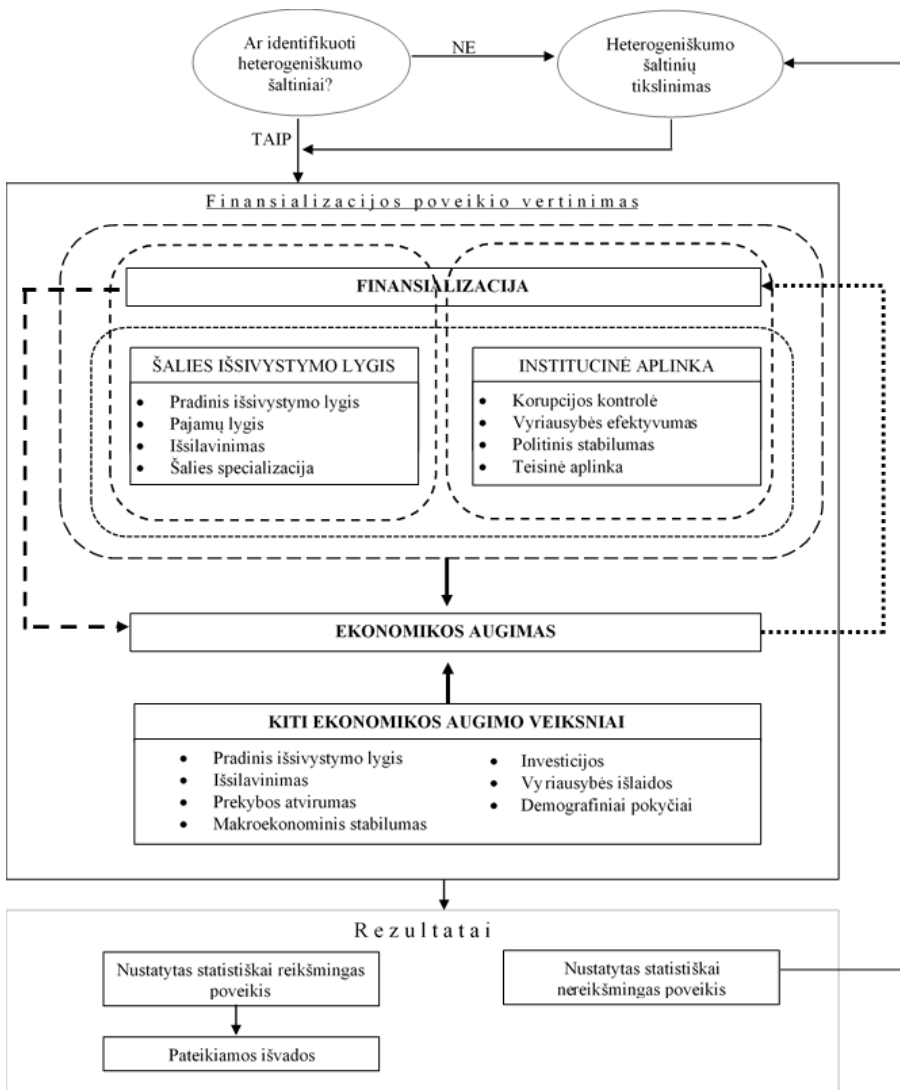 Ar identifikuoti
heterogeniškumo
šaltiniai?
NE
Heterogeniškumo
šaltinių
tikslinimas
TAIP
Finansializacijos poveikio vertinimas
FINANSIALIZACIJA
ŠALIES IŠSIVYSTYMO LYGIS
• Pradinis išsivystymo lygis
• Pajamų lygis
• Išsilavinimas
• Šalies specializacija
INSTITUCINĖ APLINKA
• Korupcijos kontrolė
• Vyriausybės efektyvumas
• Politinis stabilumas
• Teisinė aplinka
EKONOMIKOS AUGIMAS
KITI EKONOMIKOS AUGIMO VEIKSNIAI
• Pradinis išsivystymo lygis
• Išsilavinimas
• Prekybos atvirumas
• Makroekonominis stabilumas
• Investicijos
• Vyriausybės išlaidos
• Demografiniai pokyčiai
Rezultatai
Nustatytas statistiškai reikšmingas
poveikis
Pateikiamos išvados
Nustatytas statistiškai
nereikšmingas poveikis